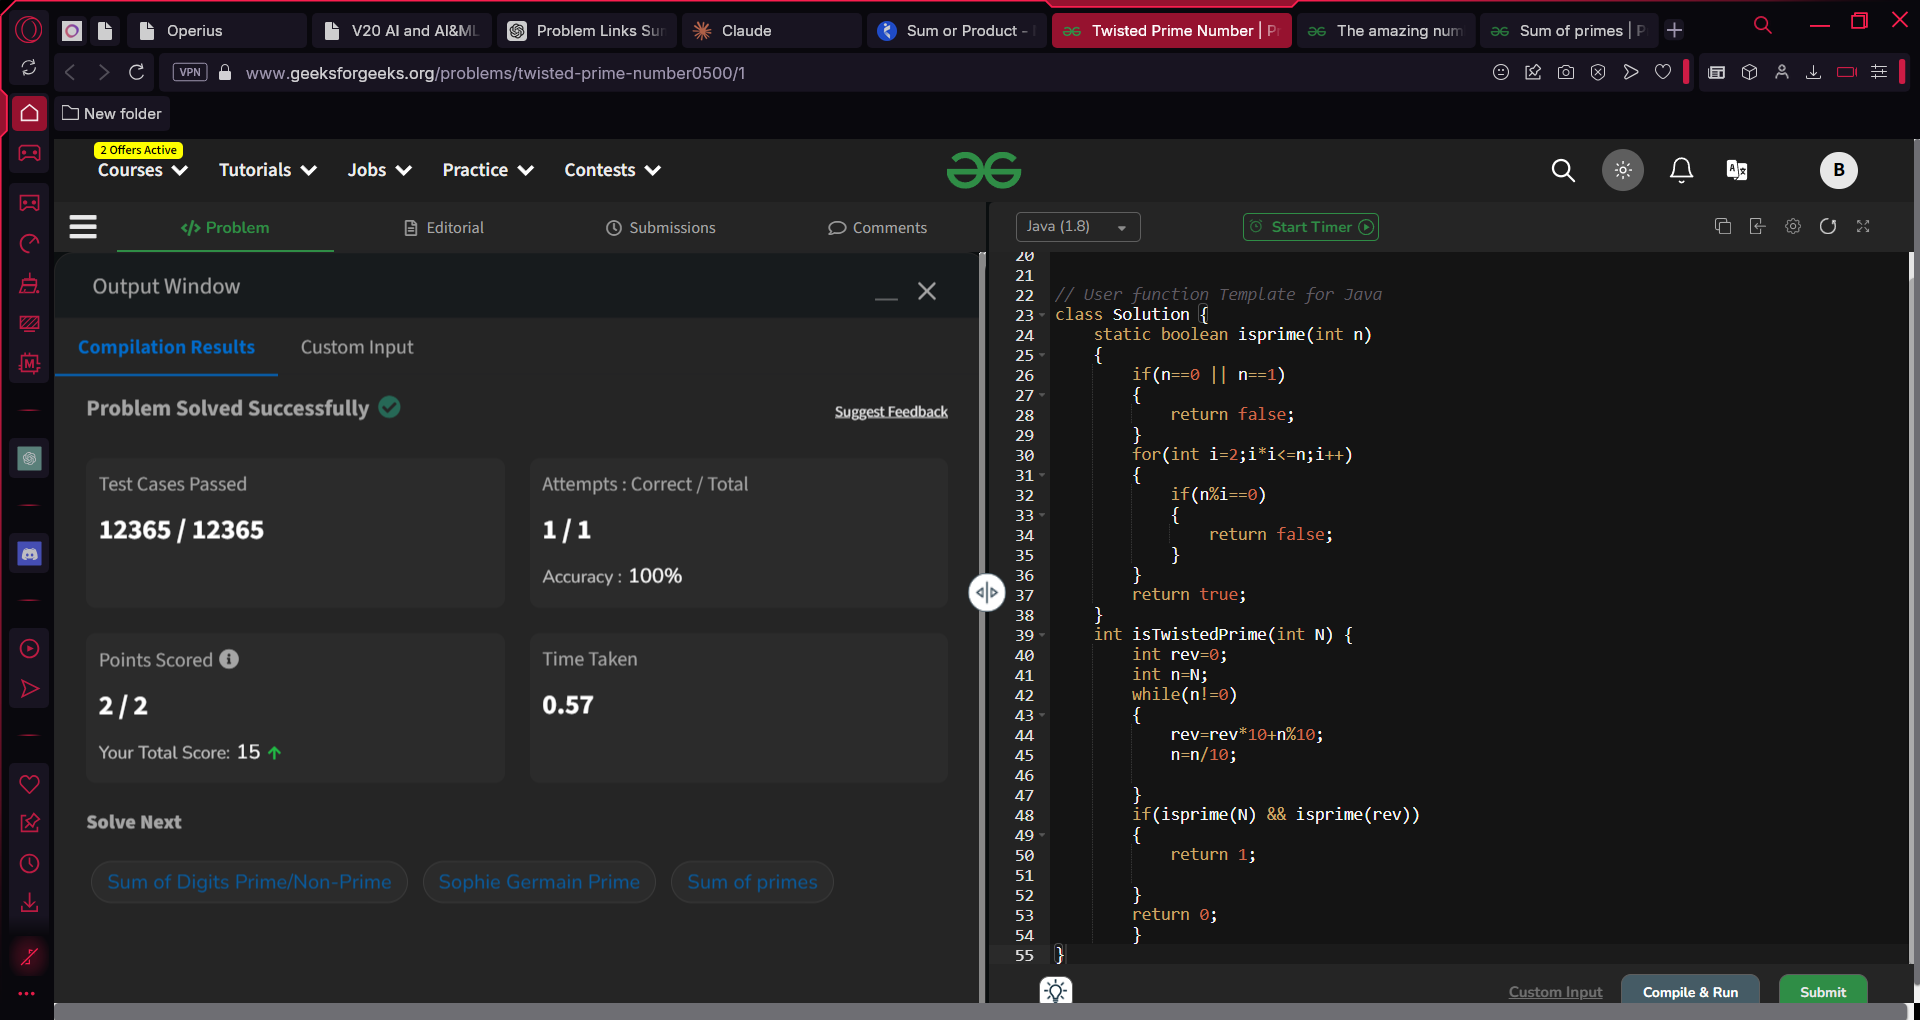 Operius
V20 AI and AI&ML
Problem Links Su
Claude
Sum or Product -
Twisted Prime Number | P
The amazing num
Sum of primes | P
VPN
www.geeksforgeeks.org/problems/twisted-prime-number0500/1
New folder
2 Offers Active
Courses
Tutorials
Jobs
Practice
Contests
B
</> Problem
Editorial
Submissions
Comments
Java (1.8)
Start Timer
Output Window
Compilation Results
Custom Input
Problem Solved Successfully
Suggest Feedback
Test Cases Passed
12365 / 12365
Attempts : Correct / Total
1 / 1
Accuracy : 100%
Points Scored
2 / 2
Your Total Score: 15
Time Taken
0.57
Solve Next
Sum of Digits Prime/Non-Prime
Sophie Germain Prime
Sum of primes
20
21
22 // User function Template for Java
23 class Solution {
24 static boolean isprime(int n)
25 {
26 if(n==0 || n==1)
27 {
28 return false;
29 }
30 for(int i=2;i*i<=n;i++)
31 {
32 if(n%i==0)
33 {
34 return false;
35 }
36 }
37 return true;
38 }
39 int isTwistedPrime(int N) {
40 int rev=0;
41 int n=N;
42 while(n!=0)
43 {
44 rev=rev*10+n%10;
45 n=n/10;
46
47 }
48 if(isprime(N) && isprime(rev))
49 {
50 return 1;
51
52 }
53 return 0;
54 }
55 }
Custom Input
Compile & Run
Submit